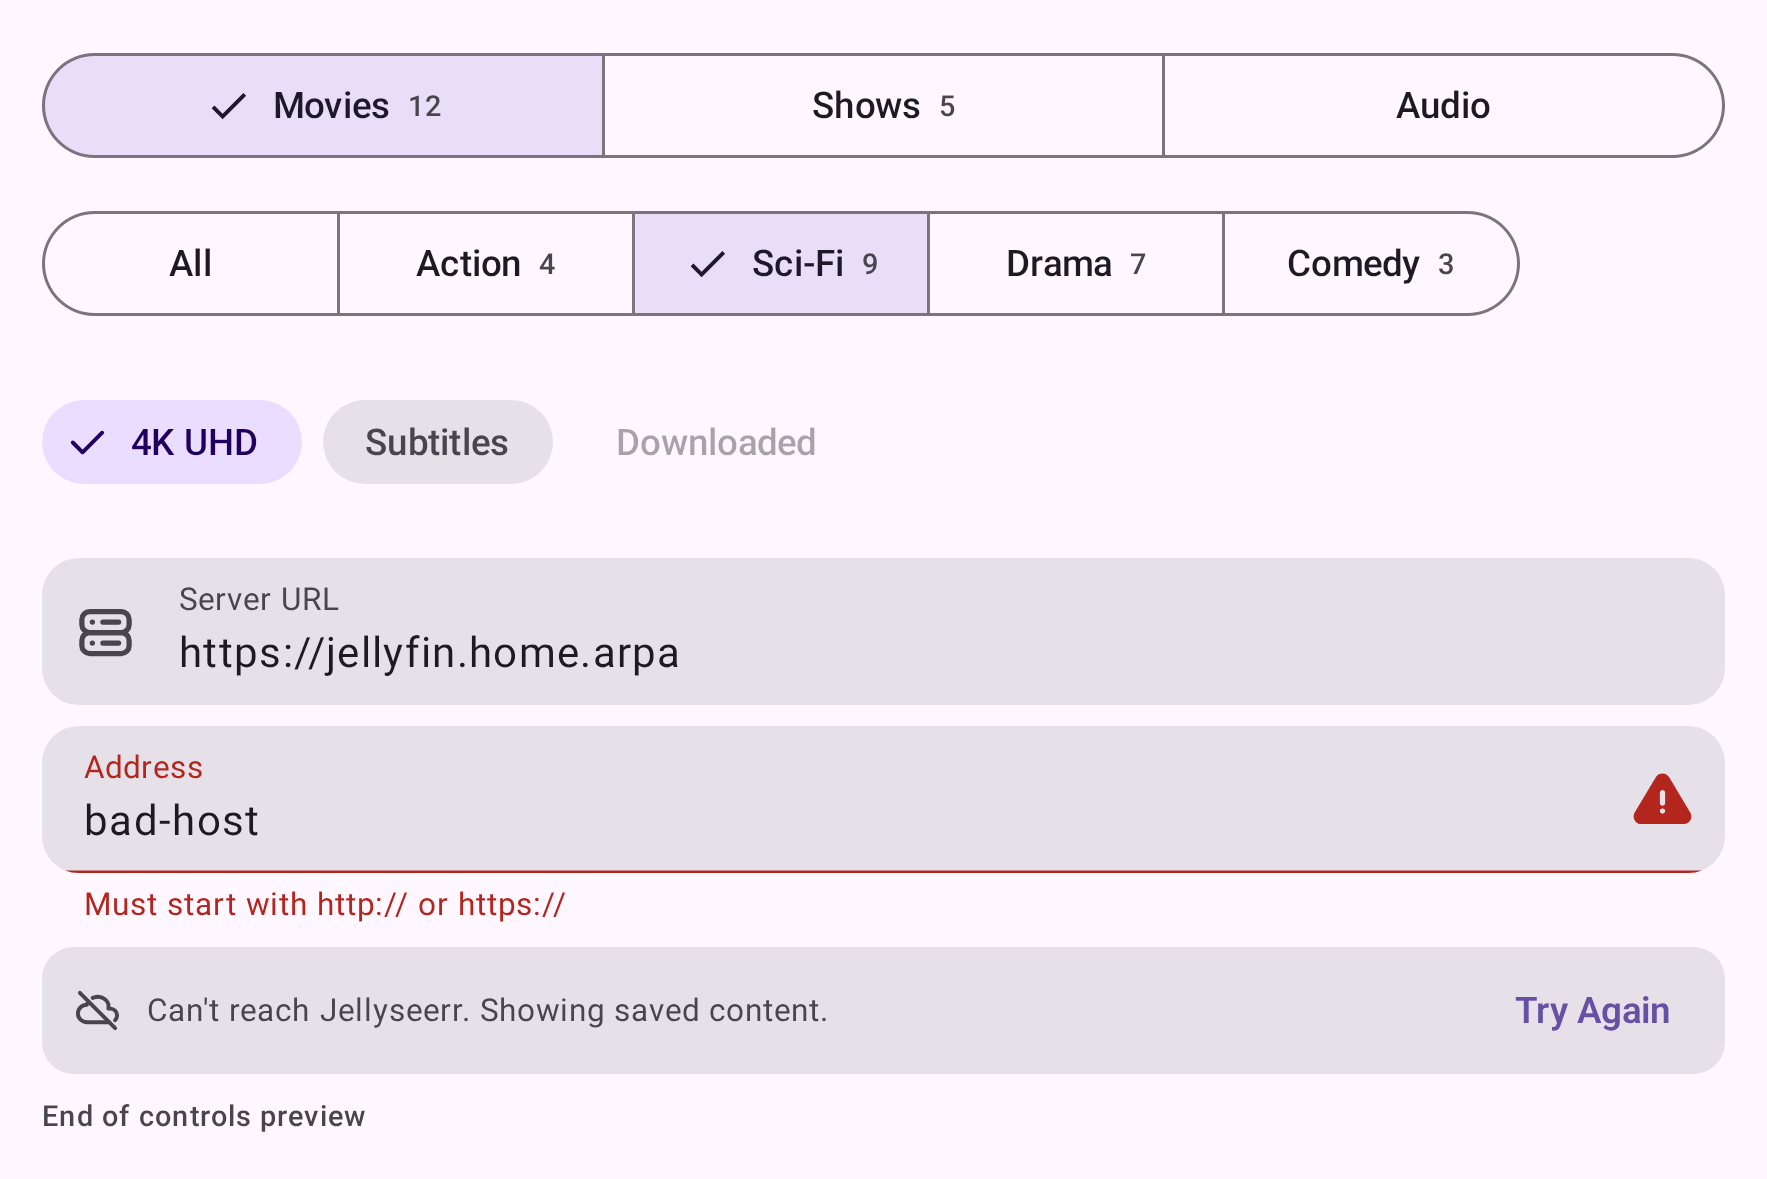 Movies 12 Shows 5 Audio
All Action 4 Sci-Fi 9 Drama 7 Comedy 3
4K UHD Subtitles Downloaded
Server URL
https://jellyfin.home.arpa
Address
bad-host
Must start with http:// or https://
Can't reach Jellyseerr. Showing saved content. Try Again
End of controls preview